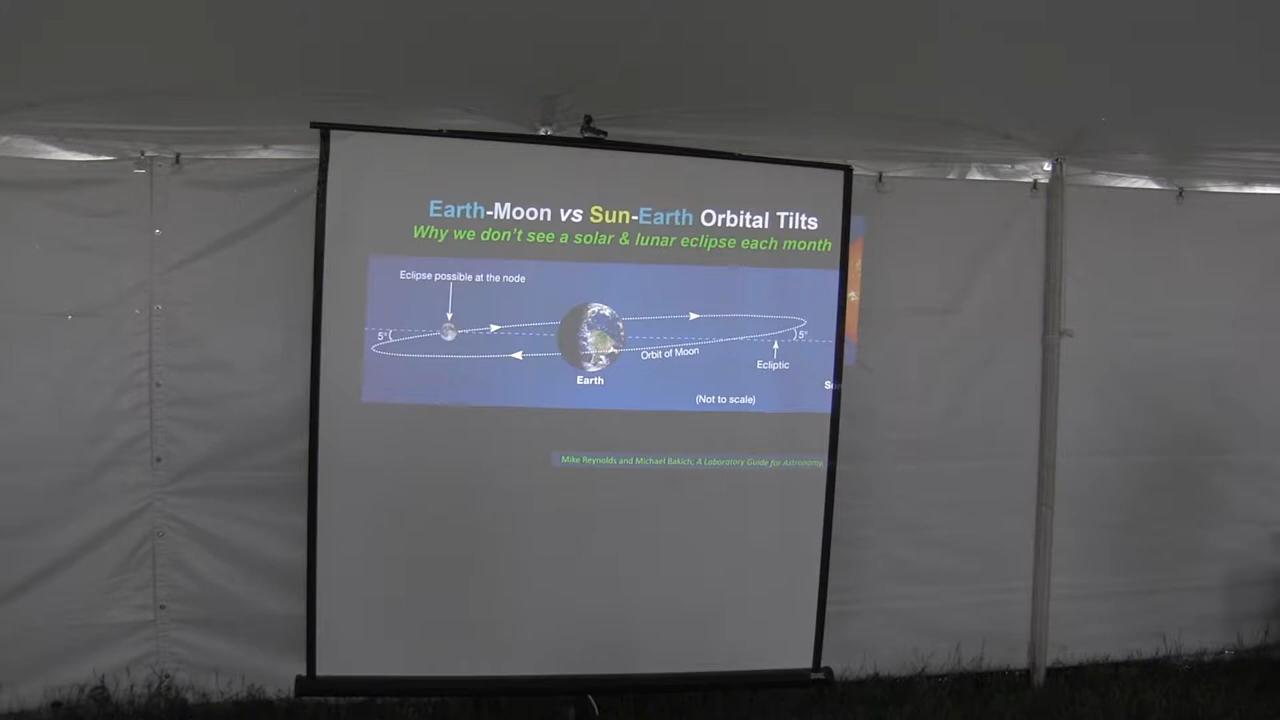 Earth-Moon vs Sun-Earth Orbital Tilts
Why we don't see a solar & lunar eclipse each month
Eclipse possible at the node
5°
5°
Orbit of Moon
Ecliptic
Earth
(Not to scale)
Mike Reynolds and Michael Bakich; A Laboratory Guide for Astronomy